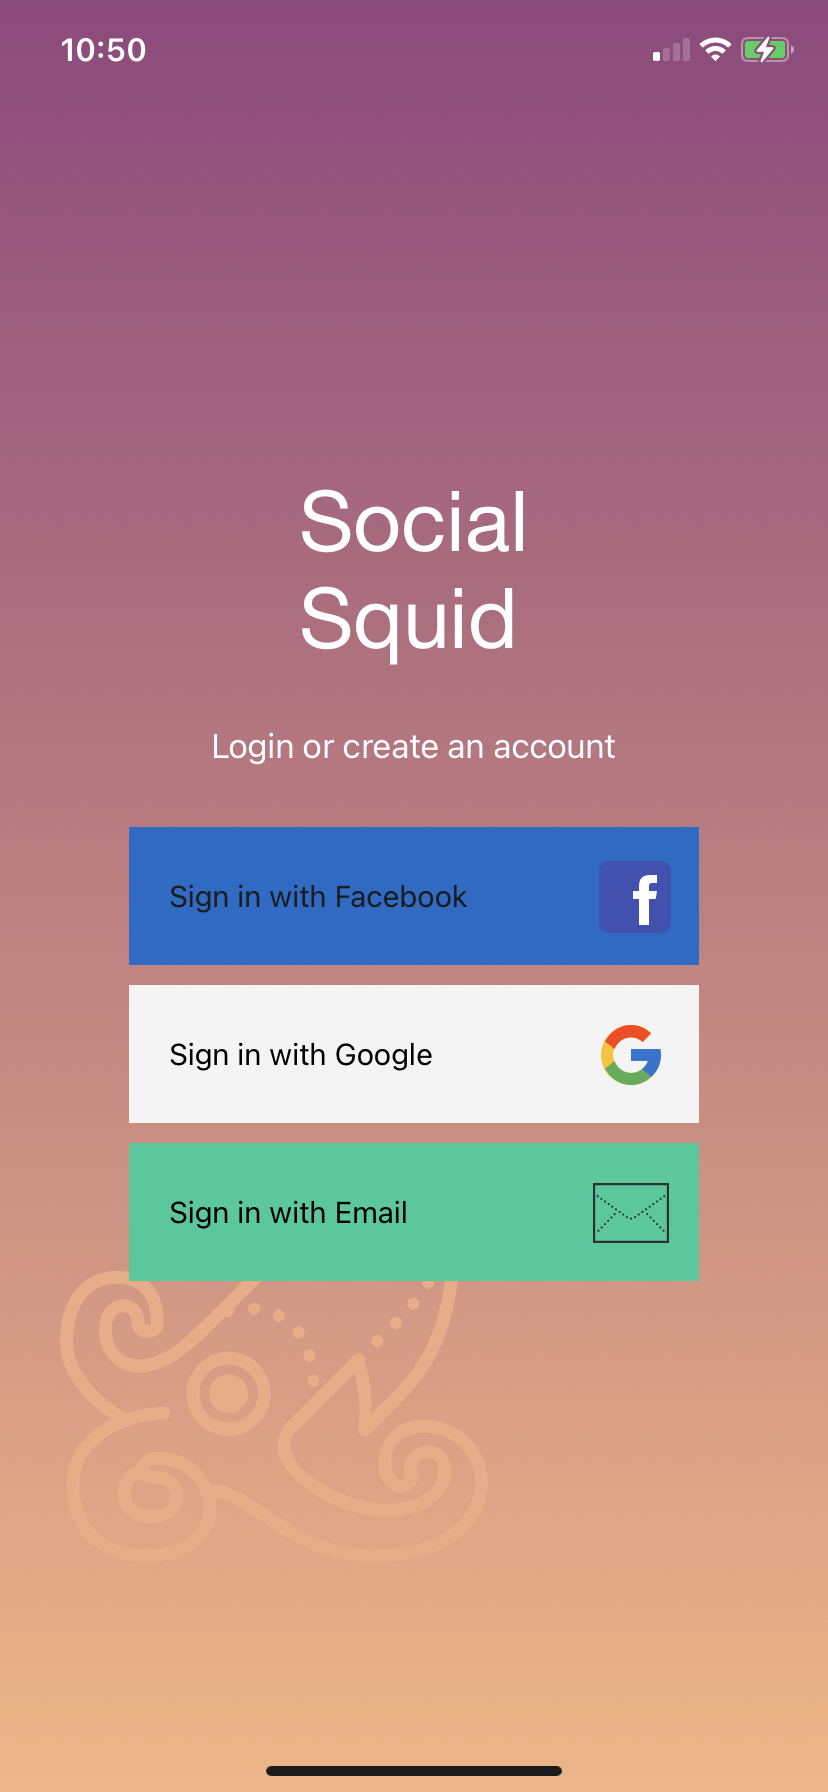 10:50
Social
Squid
Login or create an account
Sign in with Facebook
f
Sign in with Google
G
Sign in with Email